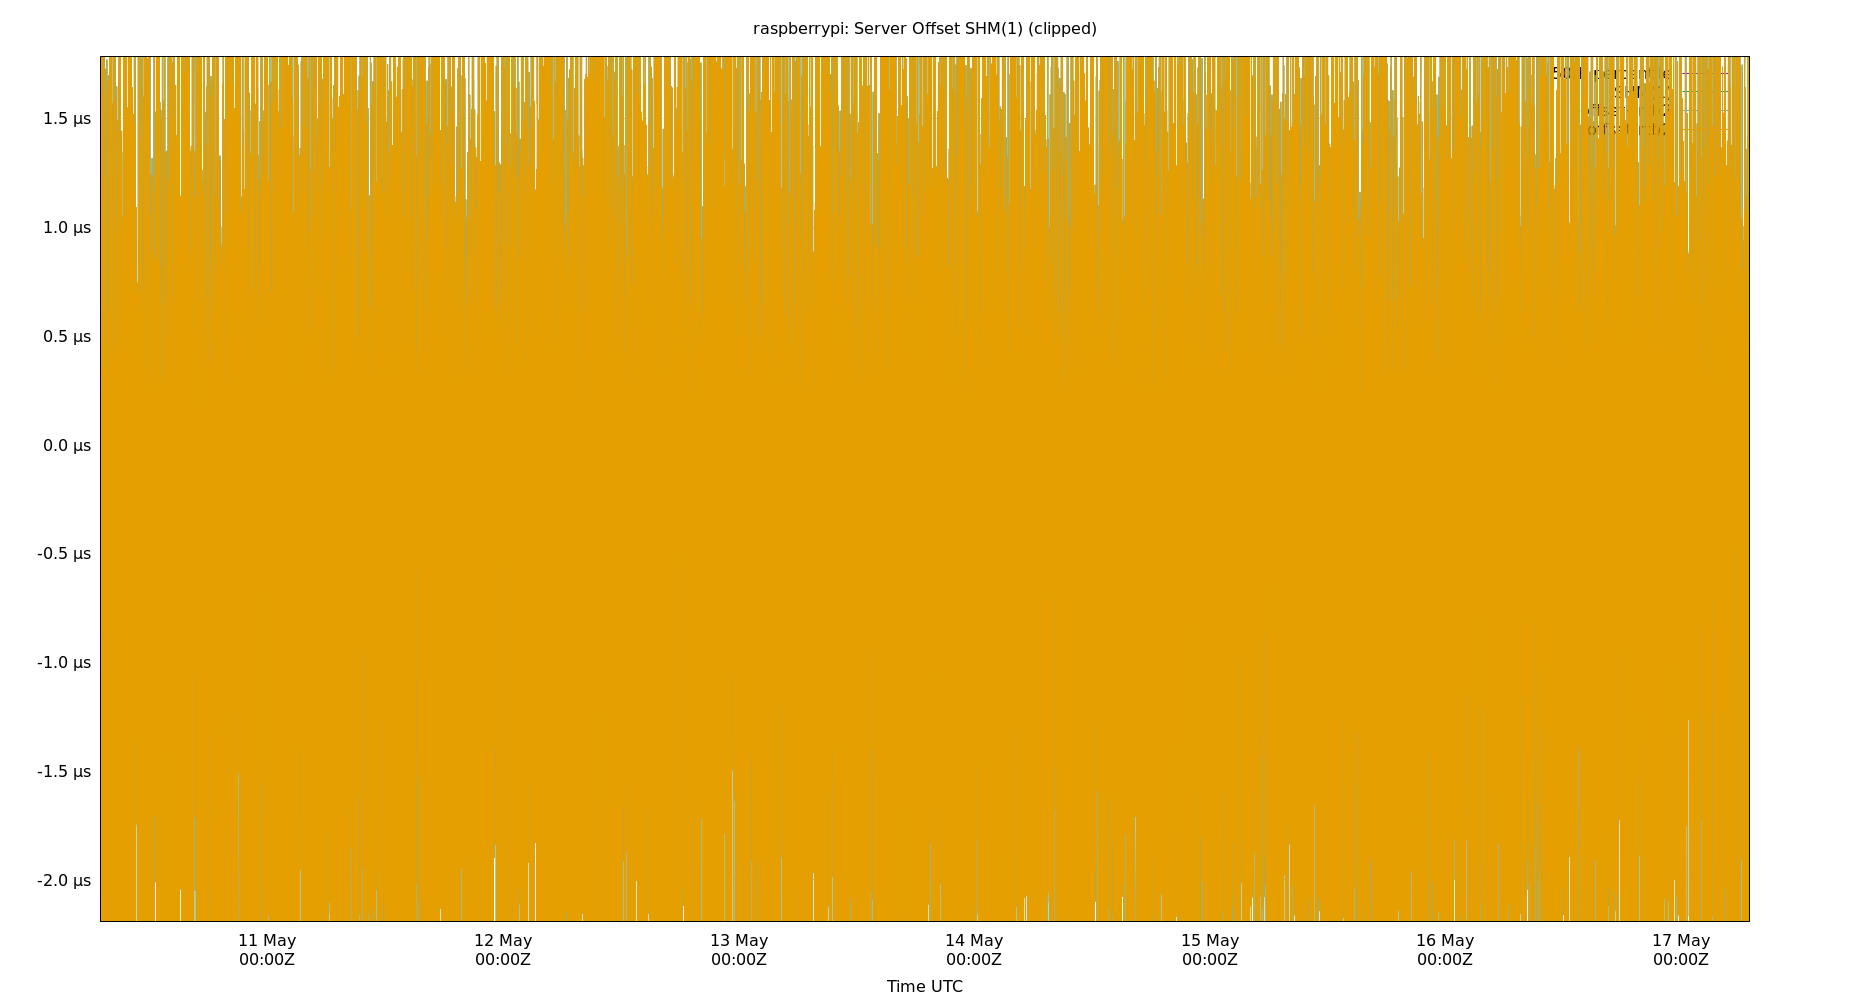 raspberrypi: Server Offset SHM(1) (clipped)
1.5 µs
1.0 µs
0.5 µs
0.0 µs
-0.5 µs
-1.0 µs
-1.5 µs
-2.0 µs
11 May 12 May 13 May 14 May 15 May 16 May 17 May
00:00Z 00:00Z 00:00Z 00:00Z 00:00Z 00:00Z 00:00Z
Time UTC